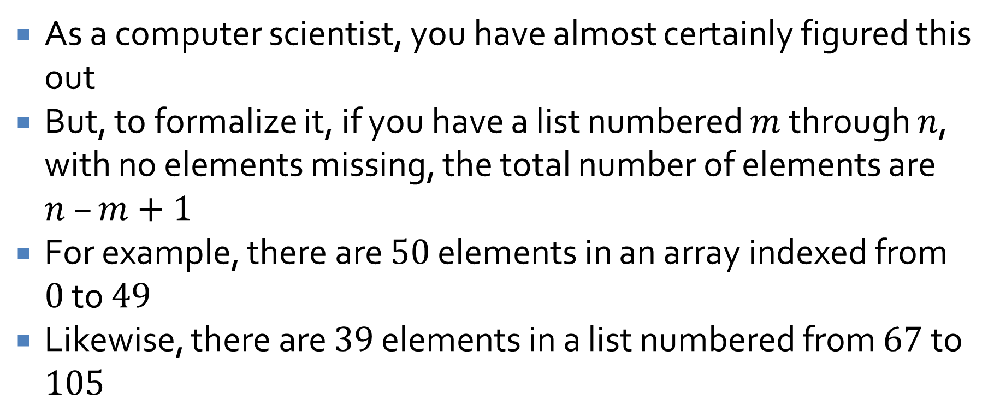 ▪ As a computer scientist, you have almost certainly figured this
out
▪ But, to formalize it, if you have a list numbered m through n,
with no elements missing, the total number of elements are
n – m + 1
▪ For example, there are 50 elements in an array indexed from
0 to 49
▪ Likewise, there are 39 elements in a list numbered from 67 to
105